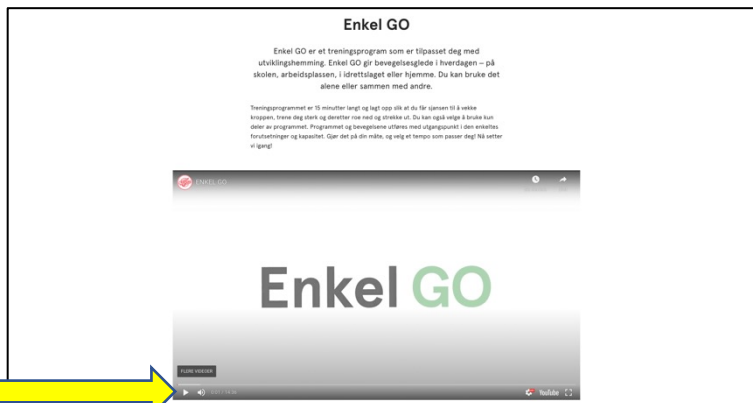 Enkel GO
Enkel GO er et treningsprogram som er tilpasset deg med
utviklingshemming. Enkel GO gir bevegelsesglede i hverdagen – på
skolen, arbeidsplassen, i idrettslaget eller hjemme. Du kan bruke det
alene eller sammen med andre.
Treningsprogrammet er 15 minutter langt og lagt opp slik at du får sjansen til å vekke
kroppen, trene deg sterk og deretter roe ned og strekke ut. Du kan også velge å bruke kun
deler av programmet. Programmet og bevegelsene utføres med utgangspunkt i den enkeltes
forutsetninger og kapasitet. Gjør det på din måte, og velg et tempo som passer deg! Nå setter
vi igang!
ENKEL GO
Enkel GO
FLERE VIDEOER
YouTube